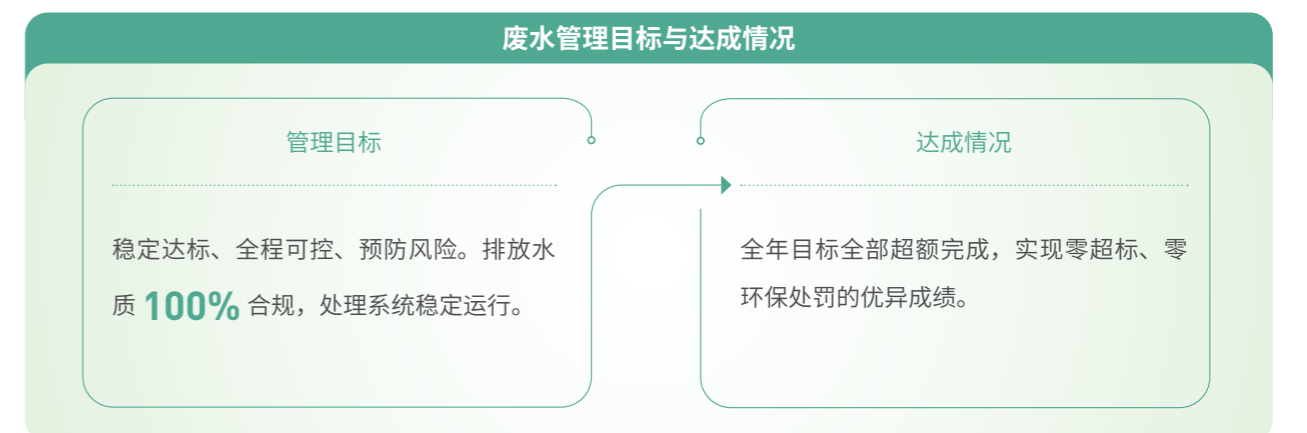 废水管理目标与达成情况
管理目标
稳定达标、全程可控、预防风险。排放水
质 100% 合规，处理系统稳定运行。
达成情况
全年目标全部超额完成，实现零超标、零
环保处罚的优异成绩。